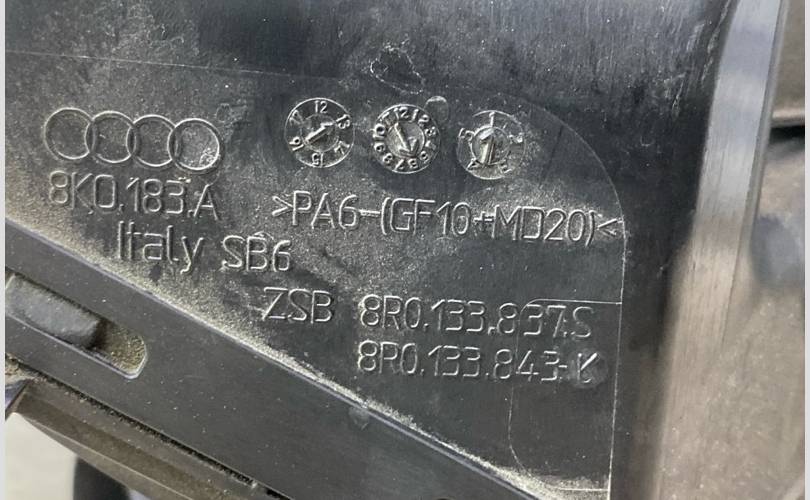 8K0.183.A
>PA6-(GF10+MD20)<
Italy SB6
ZSB 8R0.133.837.S
8R0.133.843-K